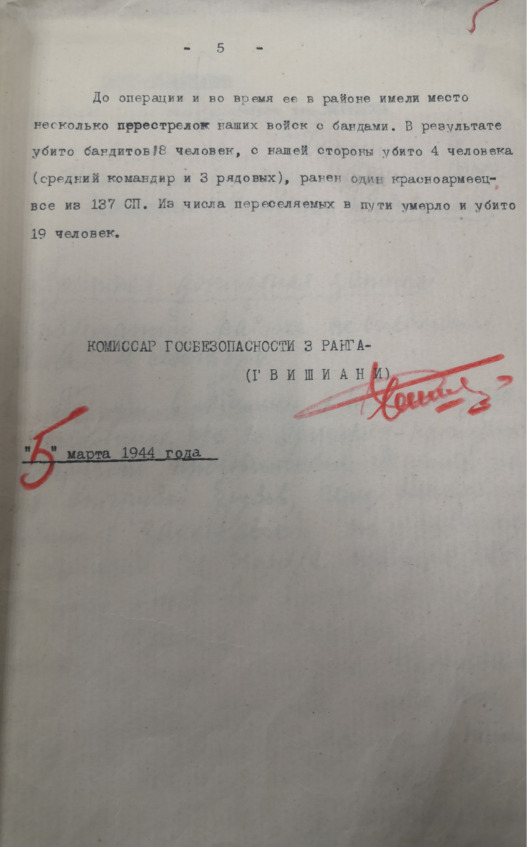 - 5 -
До операции и во время ее в районе имели место
несколько перестрелок наших войск с бандами. В результате
убито бандитов 18 человек, с нашей стороны убито 4 человека
(средний командир и 3 рядовых), ранен один красноармеец-
все из 137 СП. Из числа переселяемых в пути умерло и убито
19 человек.
КОМИССАР ГОСБЕЗОПАСНОСТИ 3 РАНГА-
(Г В И Ш И А Н И)
"5" марта 1944 года